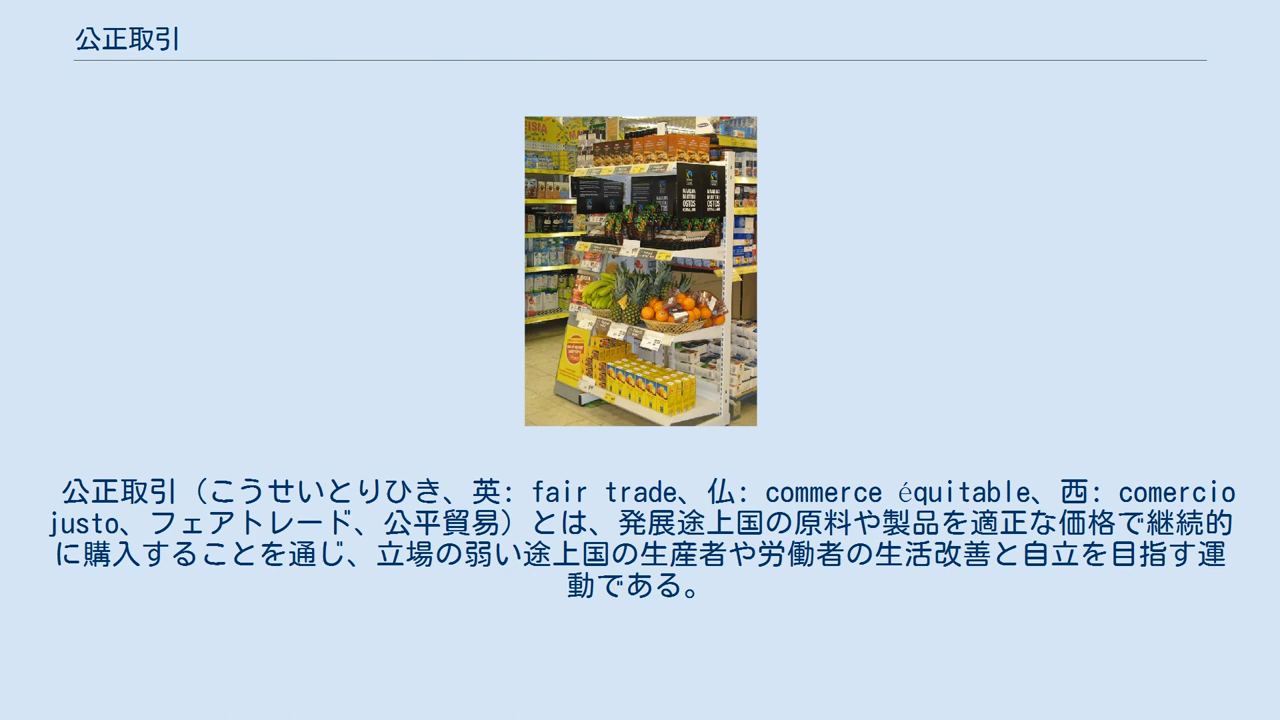 公正取引
公正取引（こうせいとりひき、英: fair trade、仏: commerce équitable、西: comercio
justo、フェアトレード、公平貿易）とは、発展途上国の原料や製品を適正な価格で継続的
に購入することを通じ、立場の弱い途上国の生産者や労働者の生活改善と自立を目指す運
動である。